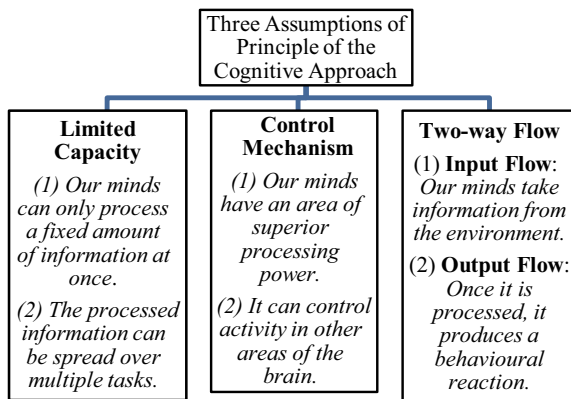 Three Assumptions of
Principle of the
Cognitive Approach
Limited
Capacity
(1) Our minds
can only process
a fixed amount
of information at
once.
(2) The processed
information can
be spread over
multiple tasks.
Control
Mechanism
(1) Our minds
have an area of
superior
processing
power.
(2) It can control
activity in other
areas of the
brain.
Two-way Flow
(1) Input Flow:
Our minds take
information from
the environment.
(2) Output Flow:
Once it is
processed, it
produces a
behavioural
reaction.